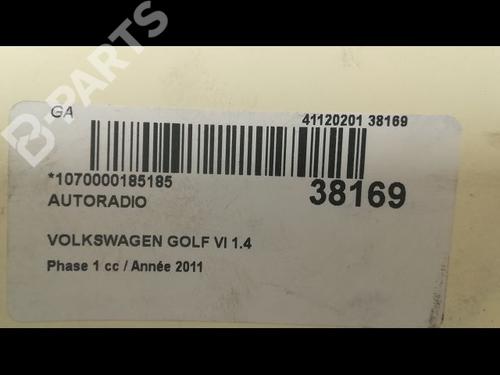 B-PARTS
GA
41120201 38169
*1070000185185
38169
AUTORADIO
VOLKSWAGEN GOLF VI 1.4
Phase 1 cc / Année 2011